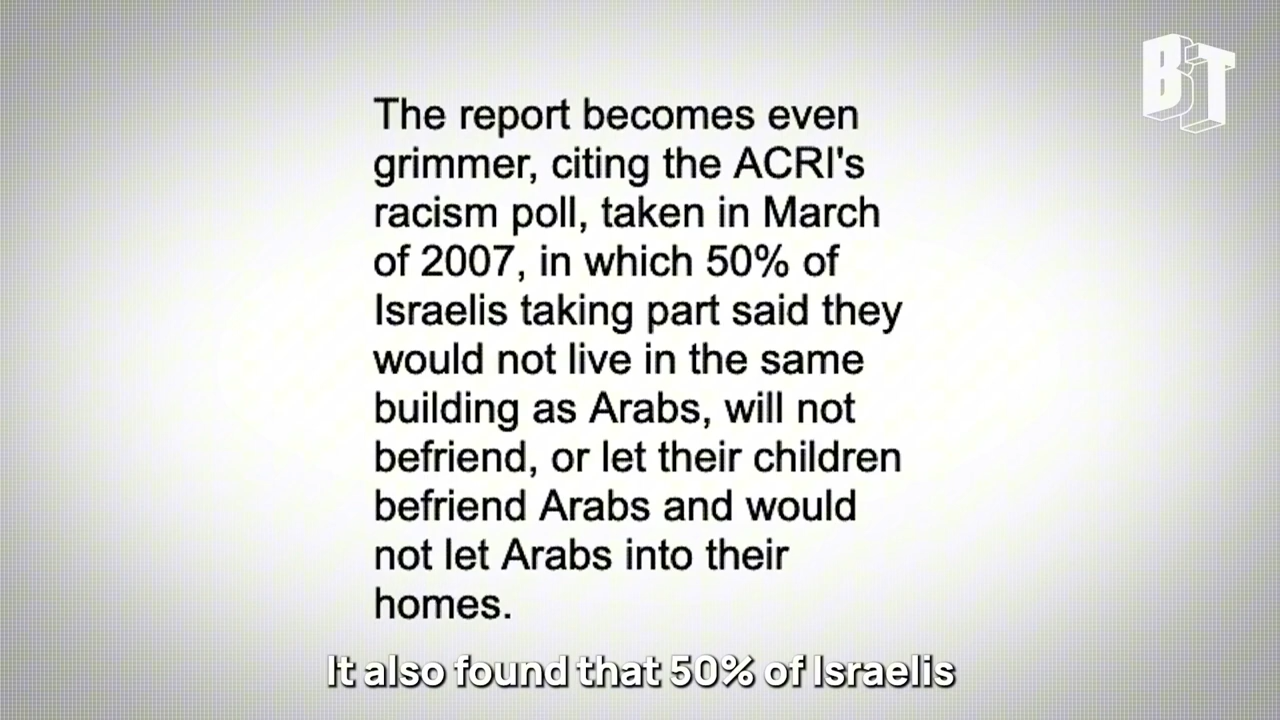 BT
The report becomes even
grimmer, citing the ACRI's
racism poll, taken in March
of 2007, in which 50% of
Israelis taking part said they
would not live in the same
building as Arabs, will not
befriend, or let their children
befriend Arabs and would
not let Arabs into their
homes.
It also found that 50% of Israelis